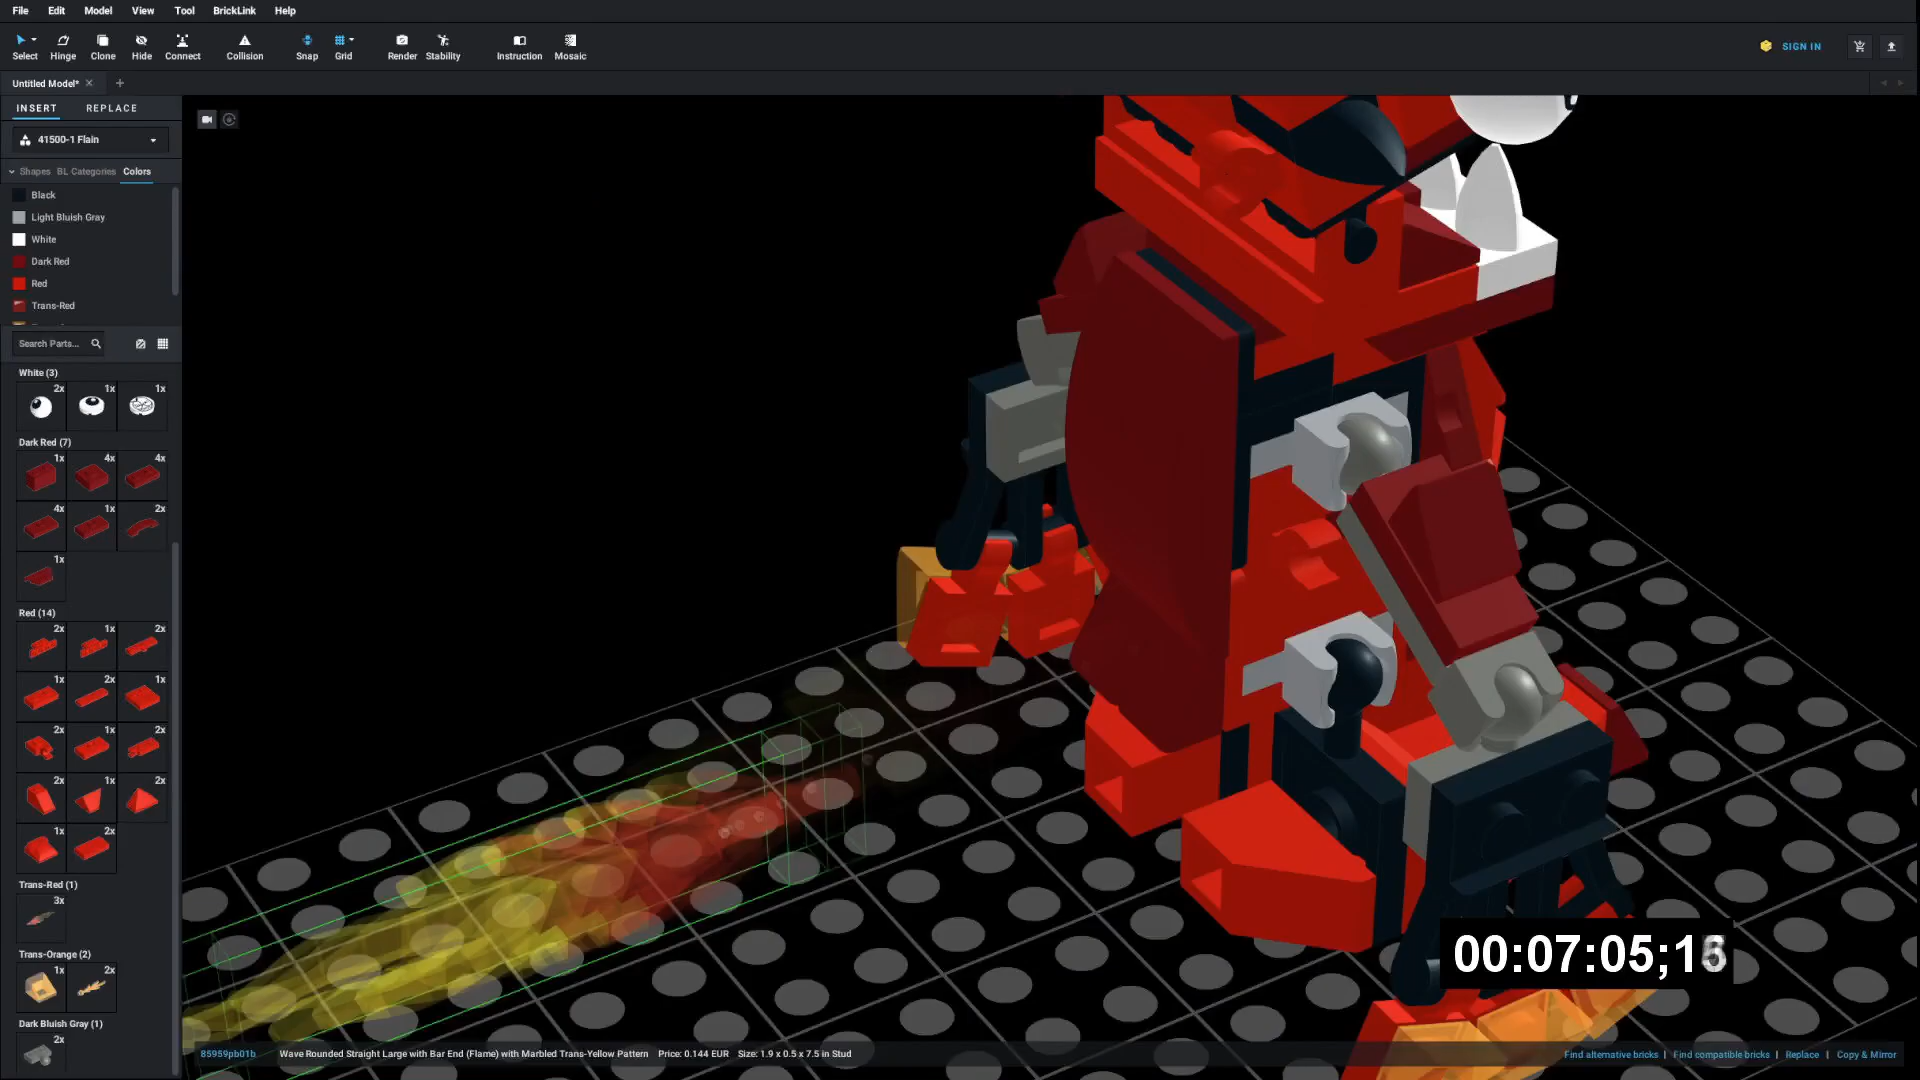 File Edit Model View Tool BrickLink Help
Select Hinge Clone Hide Connect Collision Snap Grid Render Stability Instruction Mosaic SIGN IN
Untitled Model*
INSERT REPLACE
41500-1 Flain
Shapes BL Categories Colors
Black
Light Bluish Gray
White
Dark Red
Red
Trans-Red
Search Parts...
White (3)
2x 1x 1x
Dark Red (7)
1x 4x 4x
4x 1x 2x
1x
Red (14)
2x 1x 2x
1x 2x 1x
2x 1x 2x
2x 1x 2x
1x 2x
Trans-Red (1)
3x
Trans-Orange (2)
1x 2x
Dark Bluish Gray (1)
2x
00:07:05;1
85959pb01b Wave Rounded Straight Large with Bar End (Flame) with Marbled Trans-Yellow Pattern Price: 0.144 EUR Size: 1.9 x 0.5 x 7.5 in Stud Find alternative bricks | Find compatible bricks | Replace | Copy & Mirror